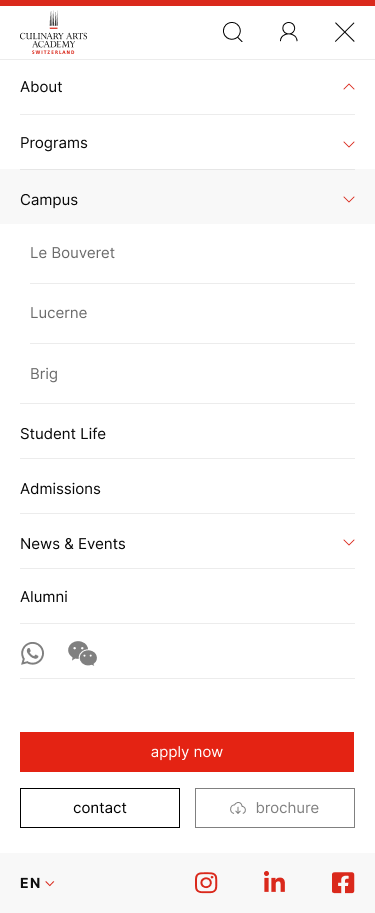 CULINARY ARTS
ACADEMY
SWITZERLAND
About
Programs
Campus
Le Bouveret
Lucerne
Brig
Student Life
Admissions
News & Events
Alumni
apply now
contact
brochure
EN